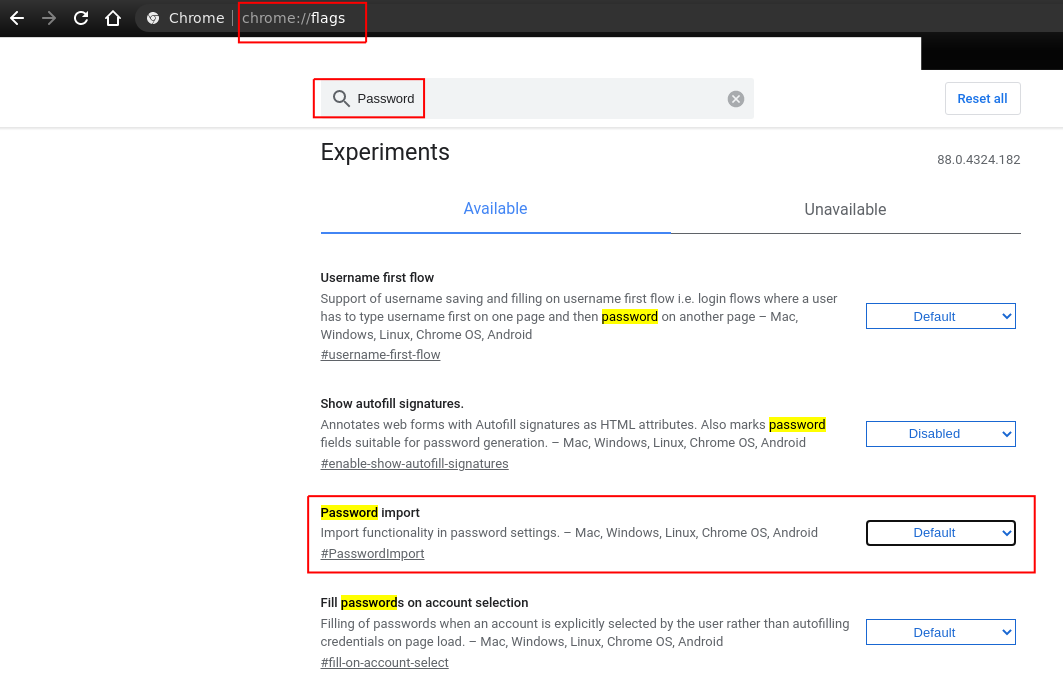 Chrome | chrome://flags
Password
Reset all
Experiments
88.0.4324.182
Available
Unavailable
Username first flow
Support of username saving and filling on username first flow i.e. login flows where a user
has to type username first on one page and then password on another page – Mac,
Windows, Linux, Chrome OS, Android
#username-first-flow
Default
Show autofill signatures.
Annotates web forms with Autofill signatures as HTML attributes. Also marks password
fields suitable for password generation. – Mac, Windows, Linux, Chrome OS, Android
#enable-show-autofill-signatures
Disabled
Password import
Import functionality in password settings. – Mac, Windows, Linux, Chrome OS, Android
#PasswordImport
Default
Fill passwords on account selection
Filling of passwords when an account is explicitly selected by the user rather than autofilling
credentials on page load. – Mac, Windows, Linux, Chrome OS, Android
#fill-on-account-select
Default